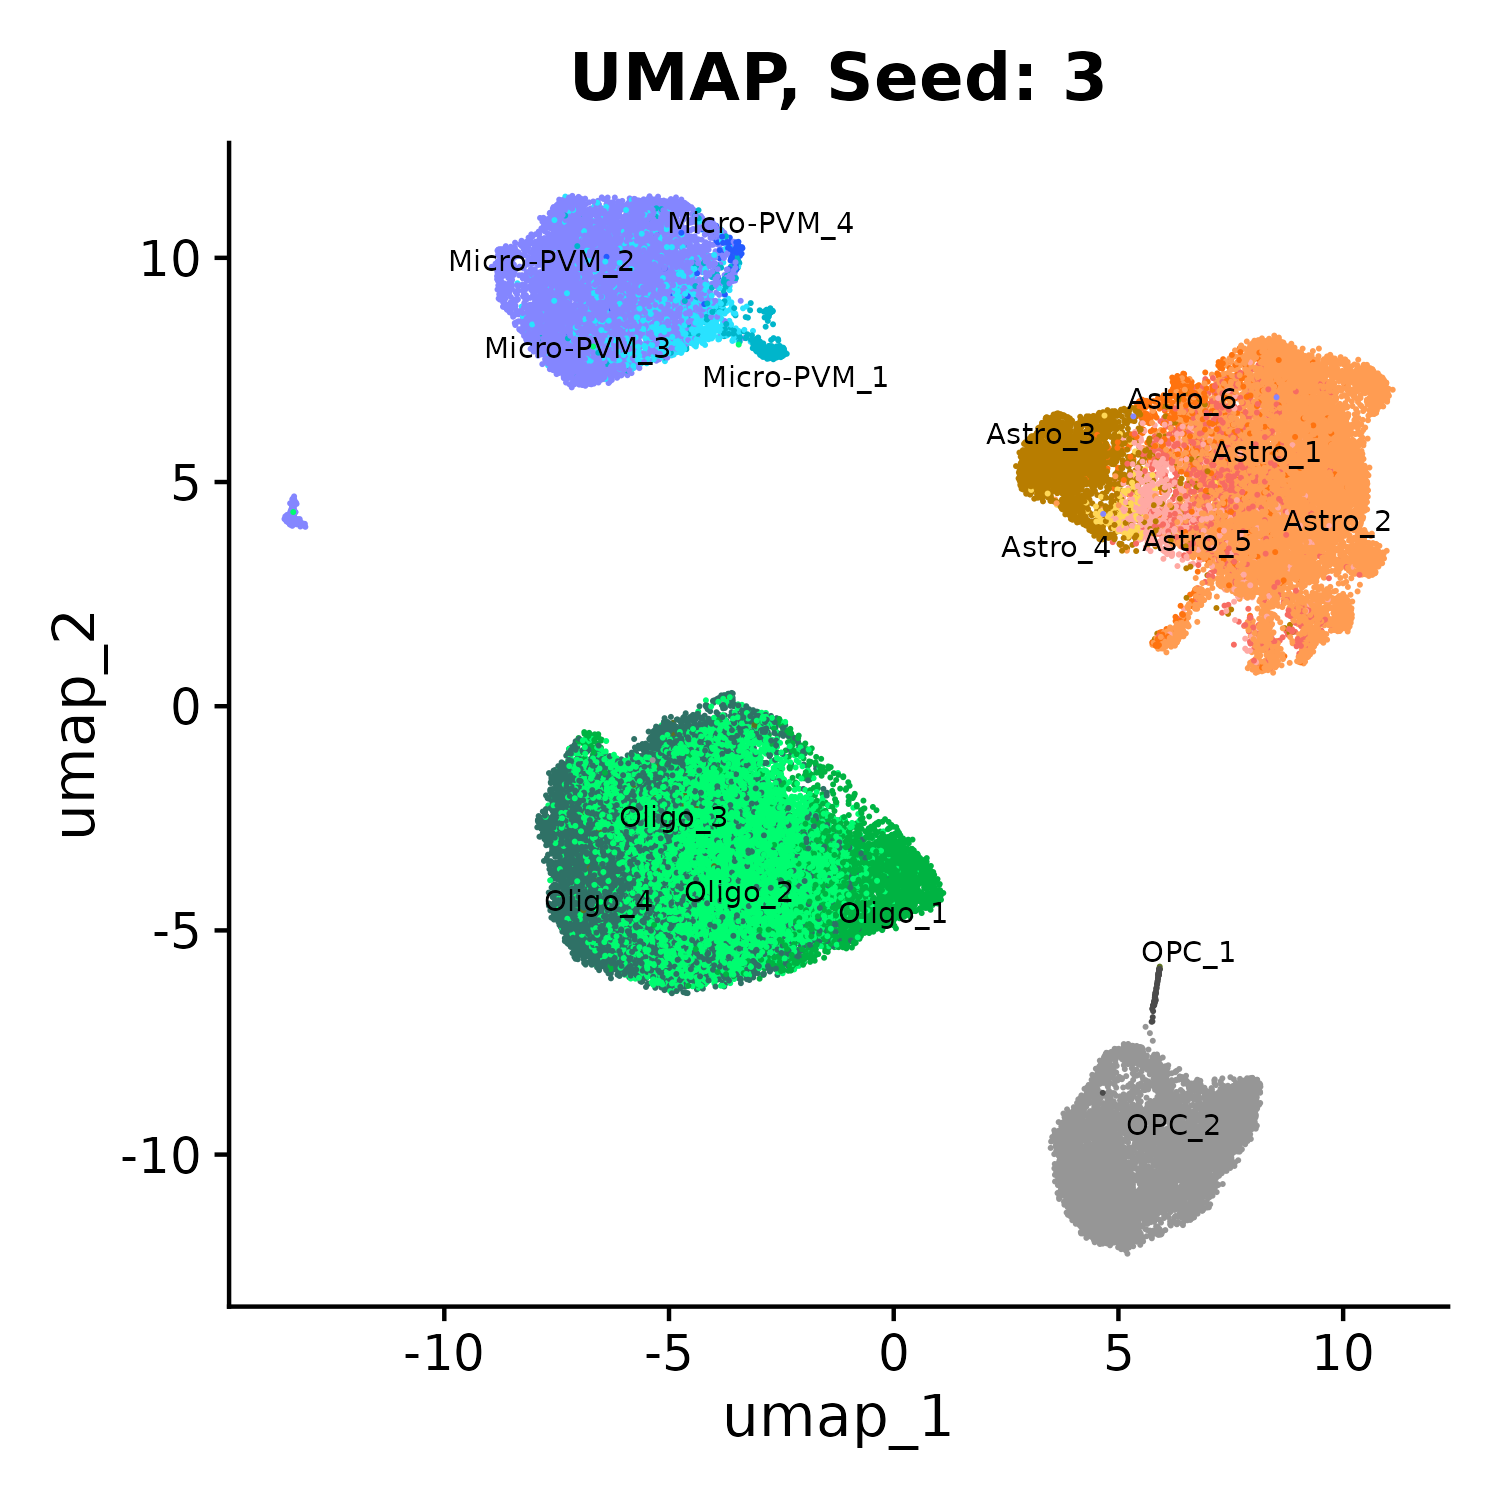 UMAP, Seed: 3
umap_2
10
5
0
-5
-10
Micro-PVM_4
Micro-PVM_2
Micro-PVM_3
Micro-PVM_1
Astro_6
Astro_3
Astro_1
Astro_2
Astro_4
Astro_5
Oligo_3
Oligo_4
Oligo_2
Oligo_1
OPC_1
OPC_2
-10
-5
0
5
10
umap_1